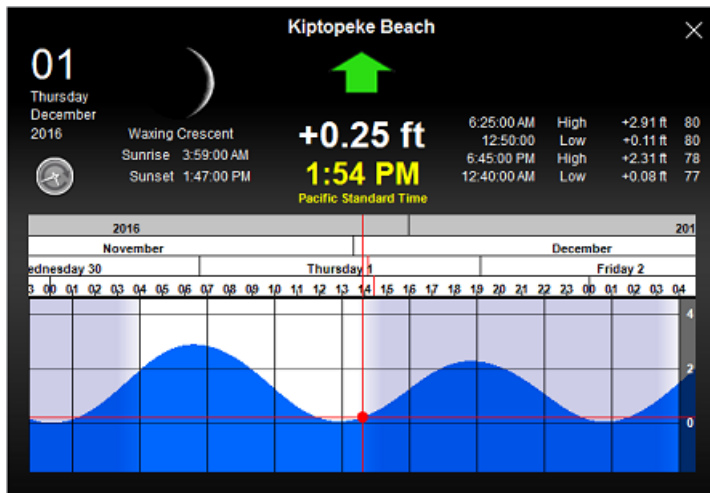 Kiptopeke Beach
01
Thursday
December
2016
Waxing Crescent
Sunrise 3:59:00 AM
Sunset 1:47:00 PM
+0.25 ft
1:54 PM
Pacific Standard Time
6:25:00 AM High +2.91 ft 80
12:50:00 Low +0.11 ft 80
6:45:00 PM High +2.31 ft 78
12:40:00 AM Low +0.08 ft 77
2016 201
November December
ednesday 30 Thursday 1 Friday 2
3 00 01 02 03 04 05 06 07 08 09 10 11 12 13 14 15 16 17 18 19 20 21 22 23 00 01 02 03 04
4
2
0